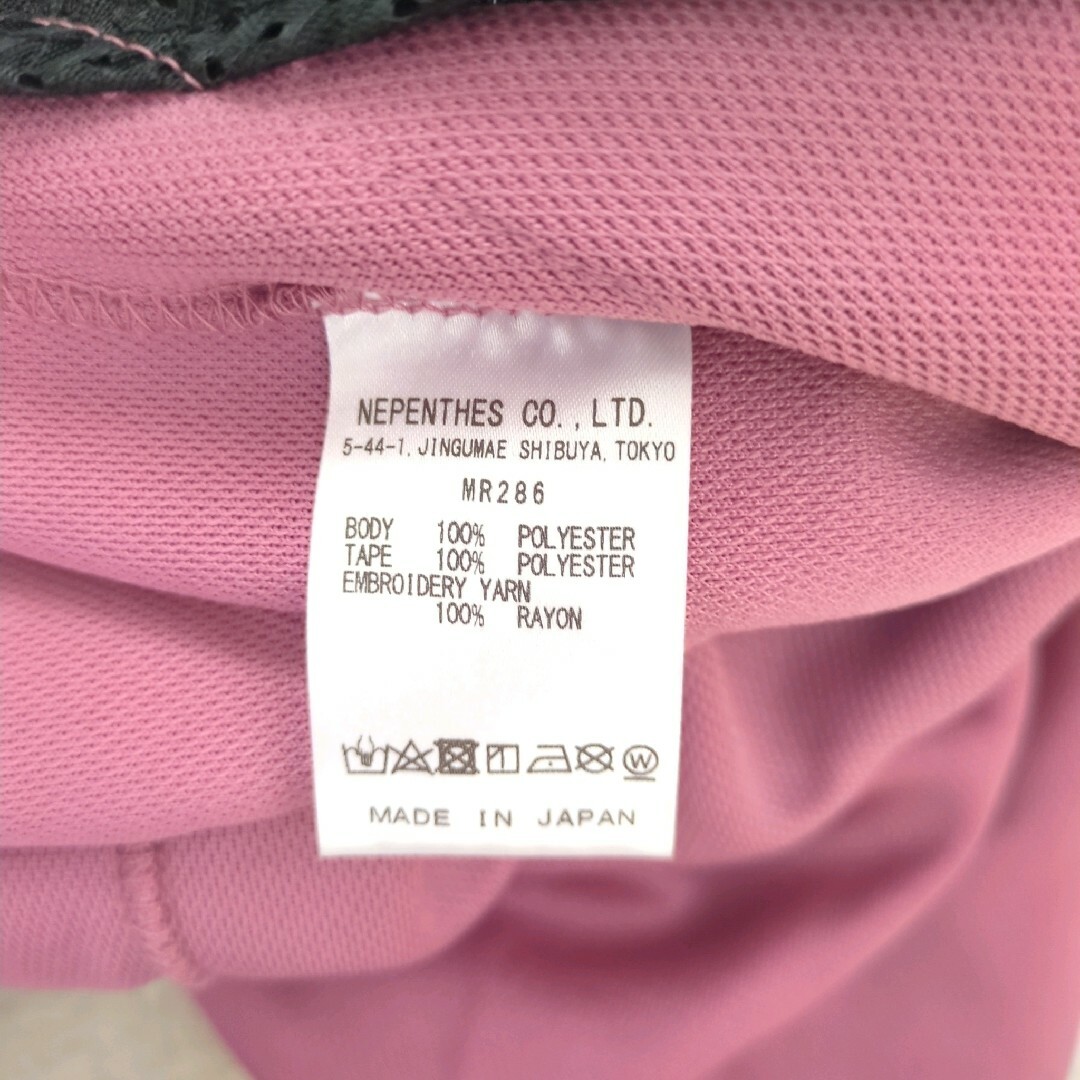 NEPENTHES CO.,LTD.
5-44-1, JINGUMAE SHIBUYA, TOKYO
MR286
BODY 100% POLYESTER
TAPE 100% POLYESTER
EMBROIDERY YARN
100% RAYON
W
MADE IN JAPAN